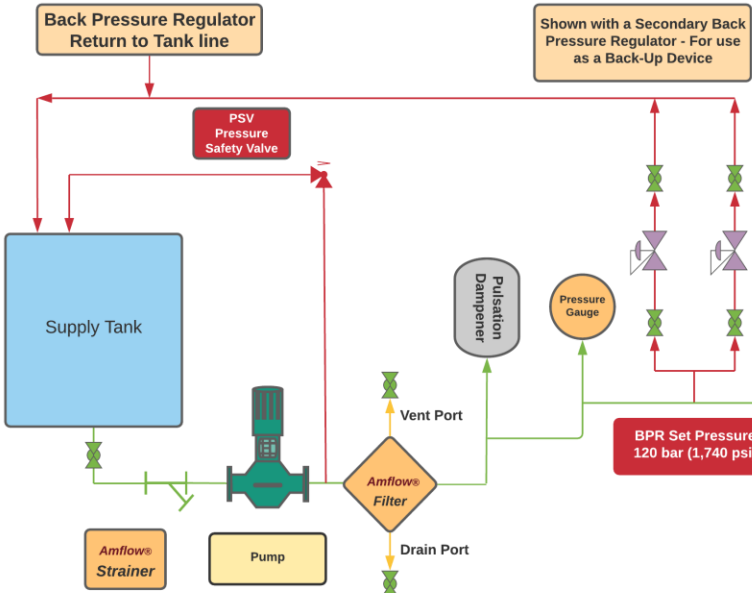 Back Pressure Regulator
Return to Tank line
Shown with a Secondary Back
Pressure Regulator - For use
as a Back-Up Device
PSV
Pressure
Safety Valve
Supply Tank
Pulsation
Dampener
Pressure
Gauge
Vent Port
BPR Set Pressure
120 bar (1,740 psi
Amflow®
Filter
Drain Port
Amflow®
Strainer
Pump